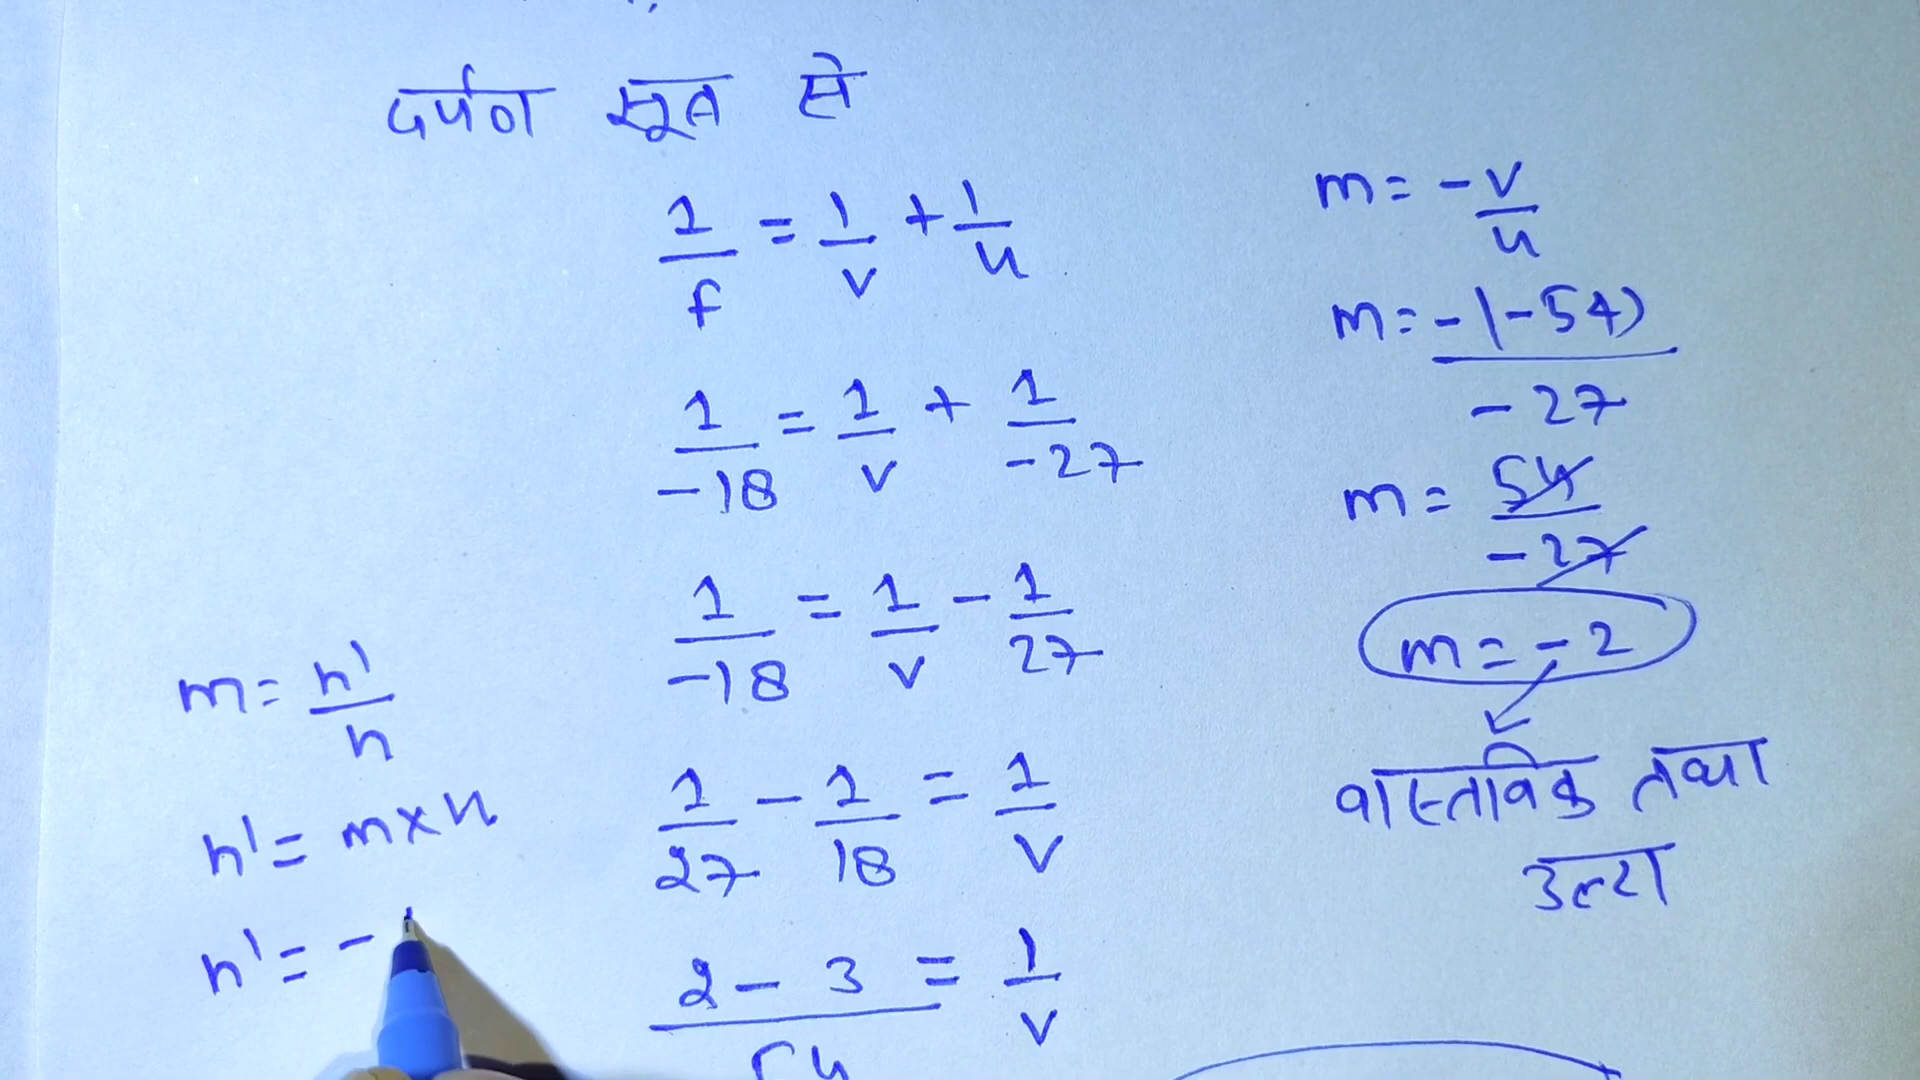 दर्पण सूत्र से
1/f = 1/v + 1/u
1/-18 = 1/v + 1/-27
1/-18 = 1/v - 1/27
1/27 - 1/18 = 1/v
2 - 3/54 = 1/v
m = -v/u
m = -(-54)/-27
m = 54/-27
m = -2
वास्तविक तथा
उल्टा
m = h'/h
h' = m×h
h' = -